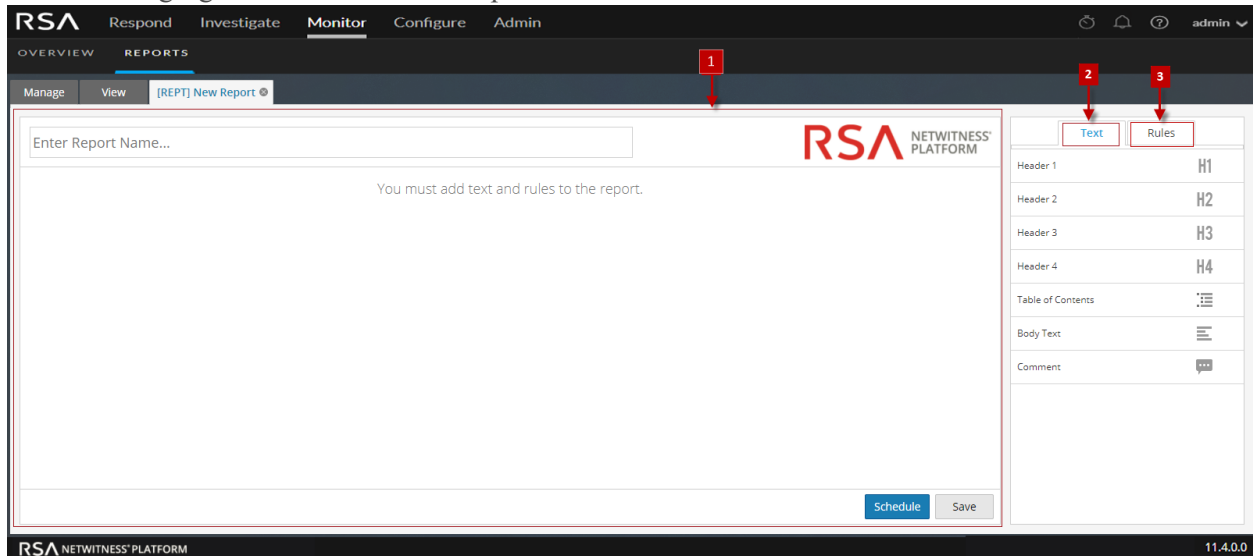 RSA Respond Investigate Monitor Configure Admin admin
OVERVIEW REPORTS
1
2 3
Manage View [REPT] New Report
Enter Report Name...
RSA NETWITNESS® PLATFORM
You must add text and rules to the report.
Text Rules
Header 1 H1
Header 2 H2
Header 3 H3
Header 4 H4
Table of Contents
Body Text
Comment
Schedule Save
RSA NETWITNESS® PLATFORM 11.4.0.0